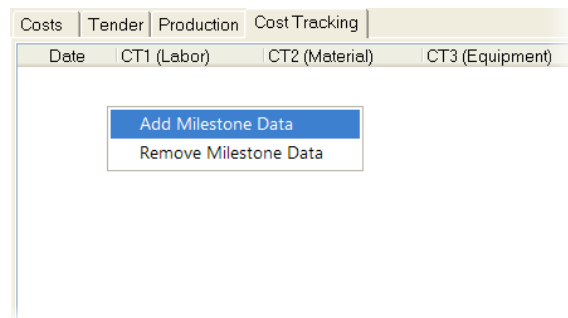 Costs Tender Production Cost Tracking
Date CT1 (Labor) CT2 (Material) CT3 (Equipment)
Add Milestone Data
Remove Milestone Data